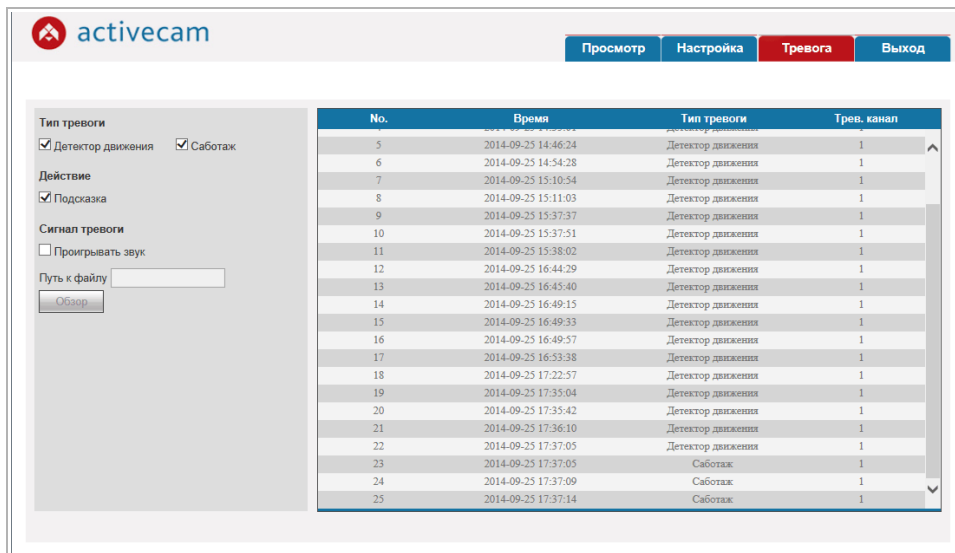 activecam
Просмотр Настройка Тревога Выход
Тип тревоги
Детектор движения Саботаж
Действие
Подсказка
Сигнал тревоги
Проигрывать звук
Путь к файлу
Обзор
No. Время Тип тревоги Трев. канал
5 2014-09-25 14:46:24 Детектор движения 1
6 2014-09-25 14:54:28 Детектор движения 1
7 2014-09-25 15:10:54 Детектор движения 1
8 2014-09-25 15:11:03 Детектор движения 1
9 2014-09-25 15:37:37 Детектор движения 1
10 2014-09-25 15:37:51 Детектор движения 1
11 2014-09-25 15:38:02 Детектор движения 1
12 2014-09-25 16:44:29 Детектор движения 1
13 2014-09-25 16:45:40 Детектор движения 1
14 2014-09-25 16:49:15 Детектор движения 1
15 2014-09-25 16:49:33 Детектор движения 1
16 2014-09-25 16:49:57 Детектор движения 1
17 2014-09-25 16:53:38 Детектор движения 1
18 2014-09-25 17:22:57 Детектор движения 1
19 2014-09-25 17:35:04 Детектор движения 1
20 2014-09-25 17:35:42 Детектор движения 1
21 2014-09-25 17:36:10 Детектор движения 1
22 2014-09-25 17:37:05 Детектор движения 1
23 2014-09-25 17:37:05 Саботаж 1
24 2014-09-25 17:37:09 Саботаж 1
25 2014-09-25 17:37:14 Саботаж 1